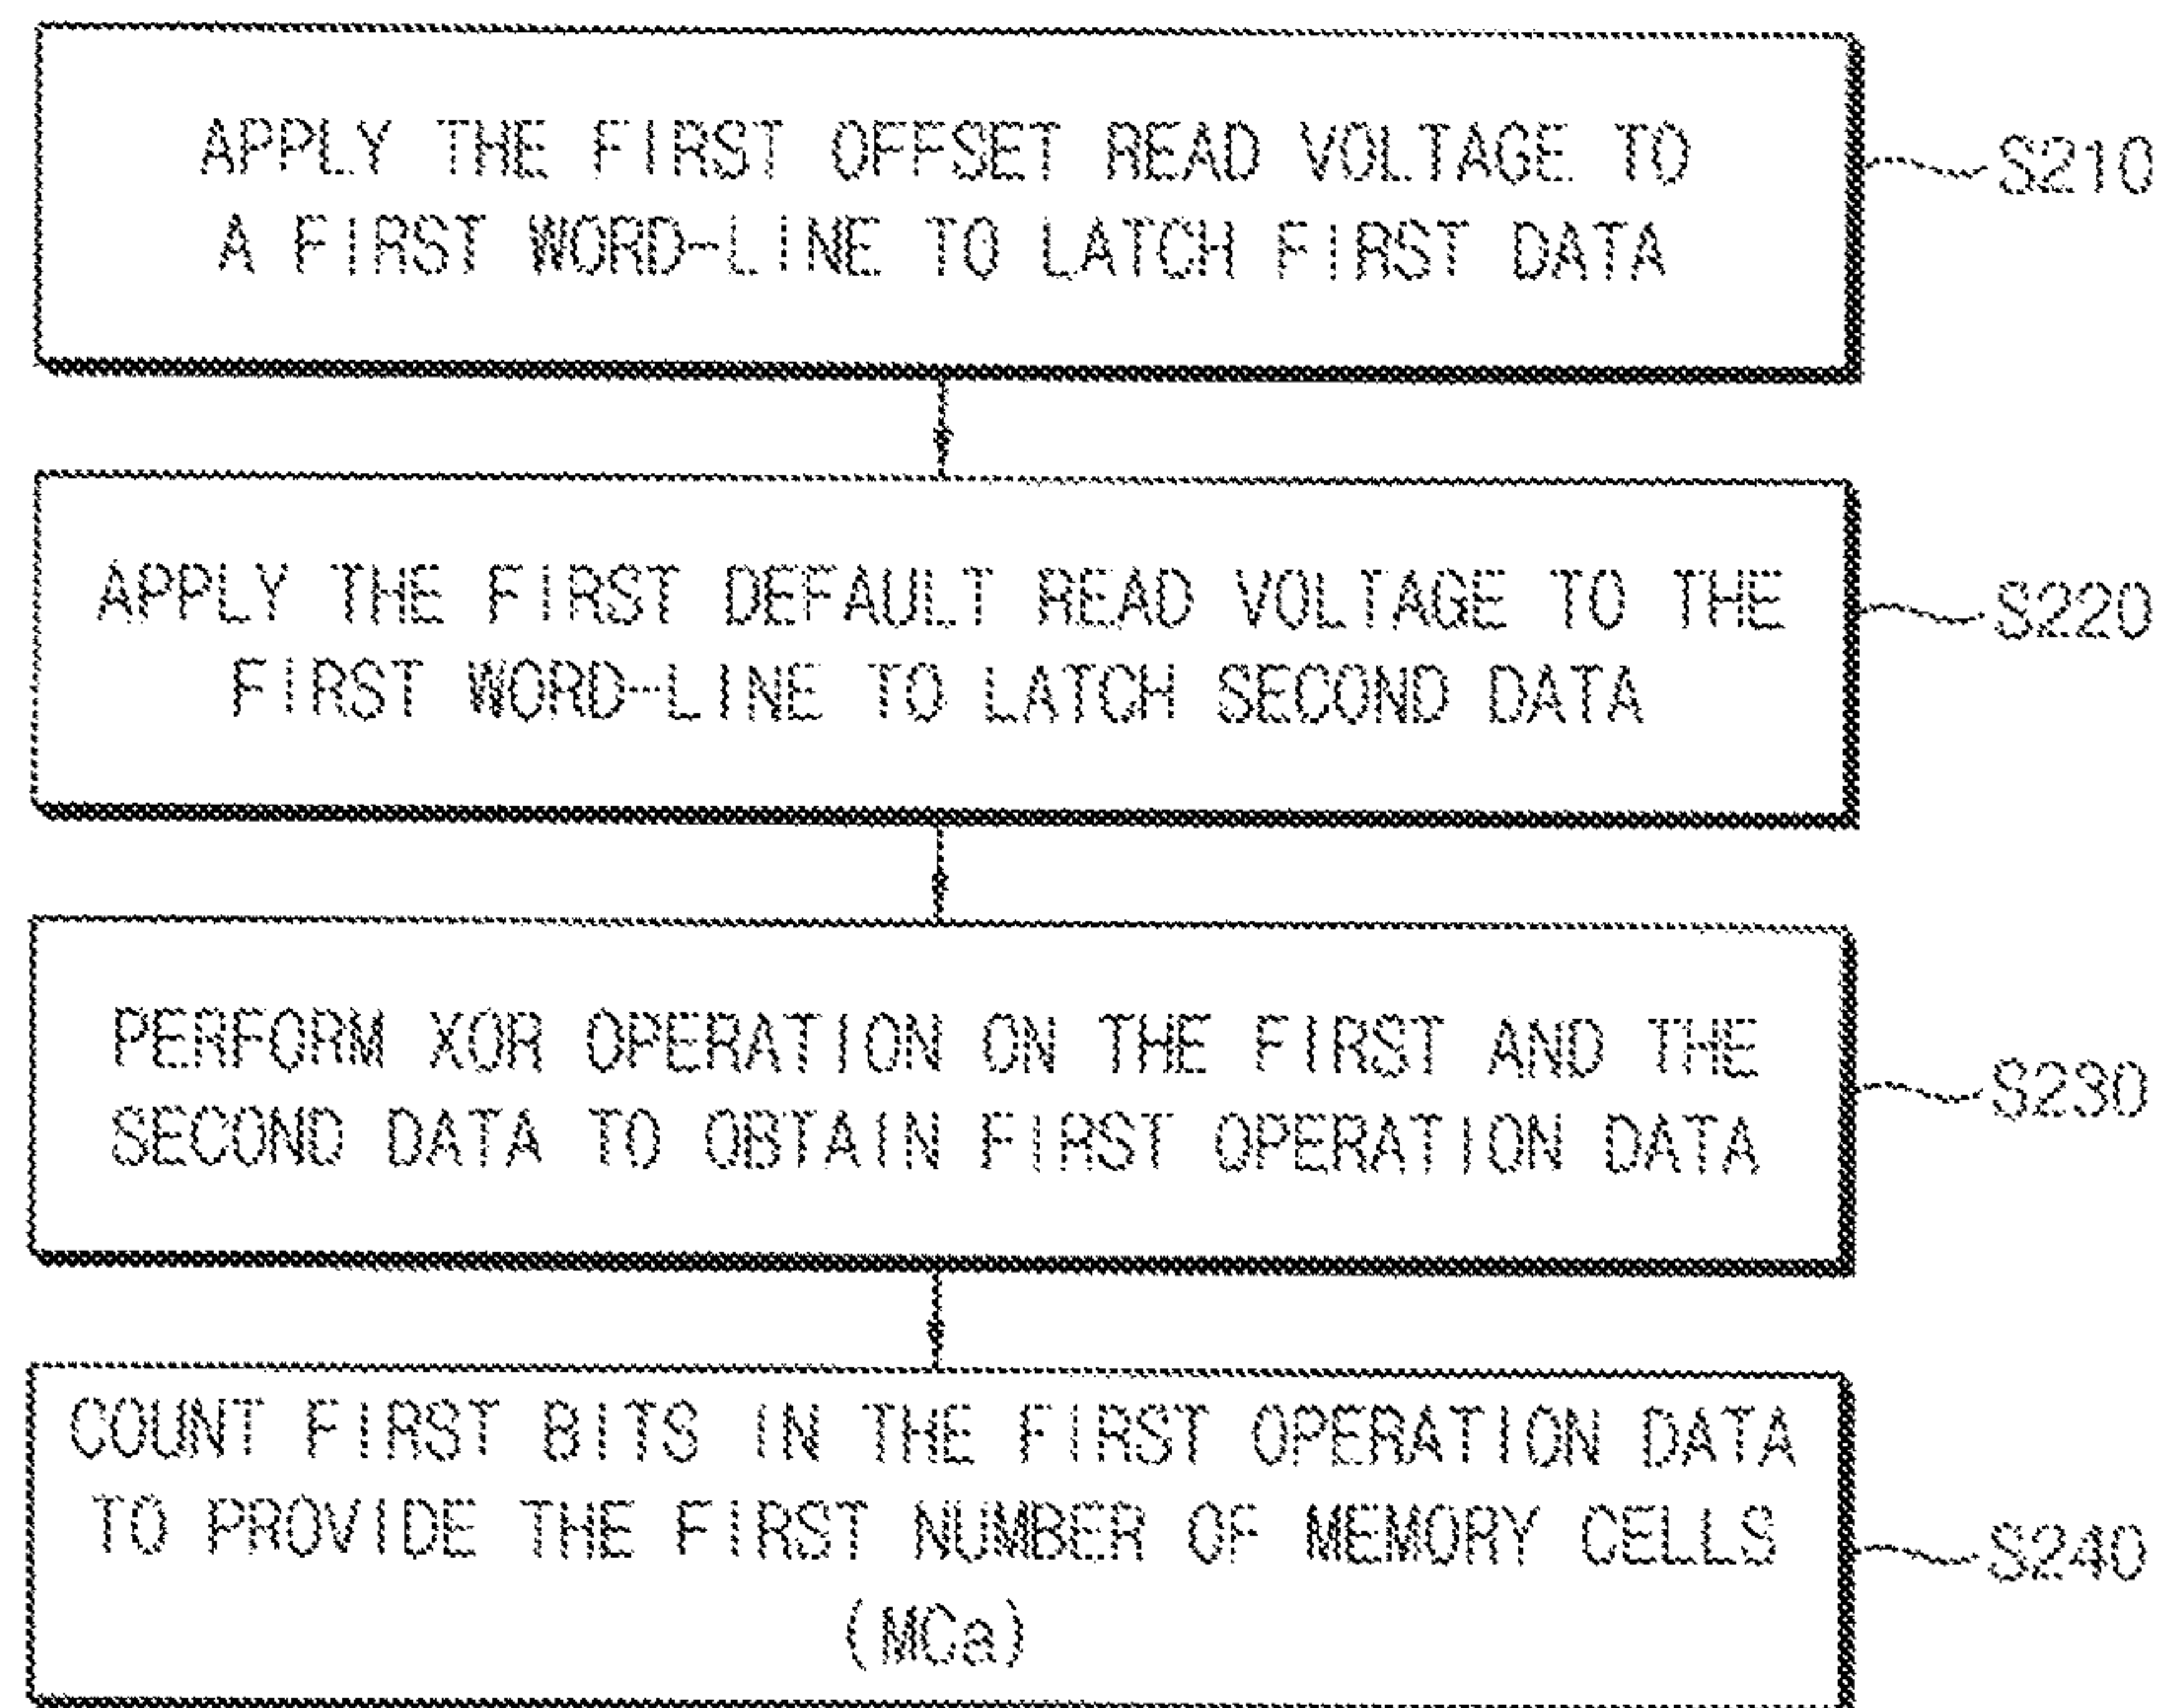 APPLY THE FIRST OFFSET READ VOLTAGE TO
A FIRST WORD-LINE TO LATCH FIRST DATA
S210
APPLY THE FIRST DEFAULT READ VOLTAGE TO THE
FIRST WORD-LINE TO LATCH SECOND DATA
S220
PERFORM XOR OPERATION ON THE FIRST AND THE
SECOND DATA TO OBTAIN FIRST OPERATION DATA
S230
COUNT FIRST BITS IN THE FIRST OPERATION DATA
TO PROVIDE THE FIRST NUMBER OF MEMORY CELLS
(MCa)
S240